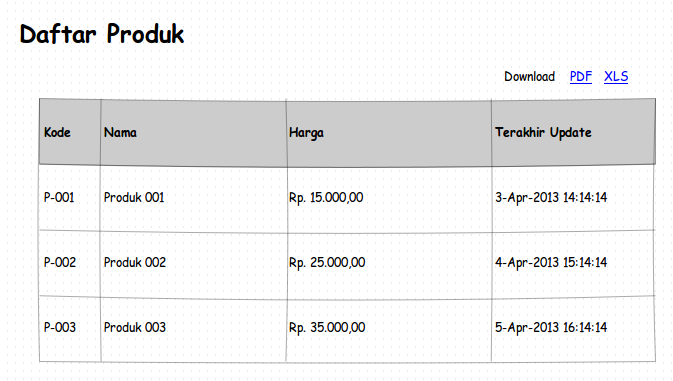 Daftar Produk
Download PDF XLS
Kode Nama Harga Terakhir Update
P-001 Produk 001 Rp. 15.000,00 3-Apr-2013 14:14:14
P-002 Produk 002 Rp. 25.000,00 4-Apr-2013 15:14:14
P-003 Produk 003 Rp. 35.000,00 5-Apr-2013 16:14:14